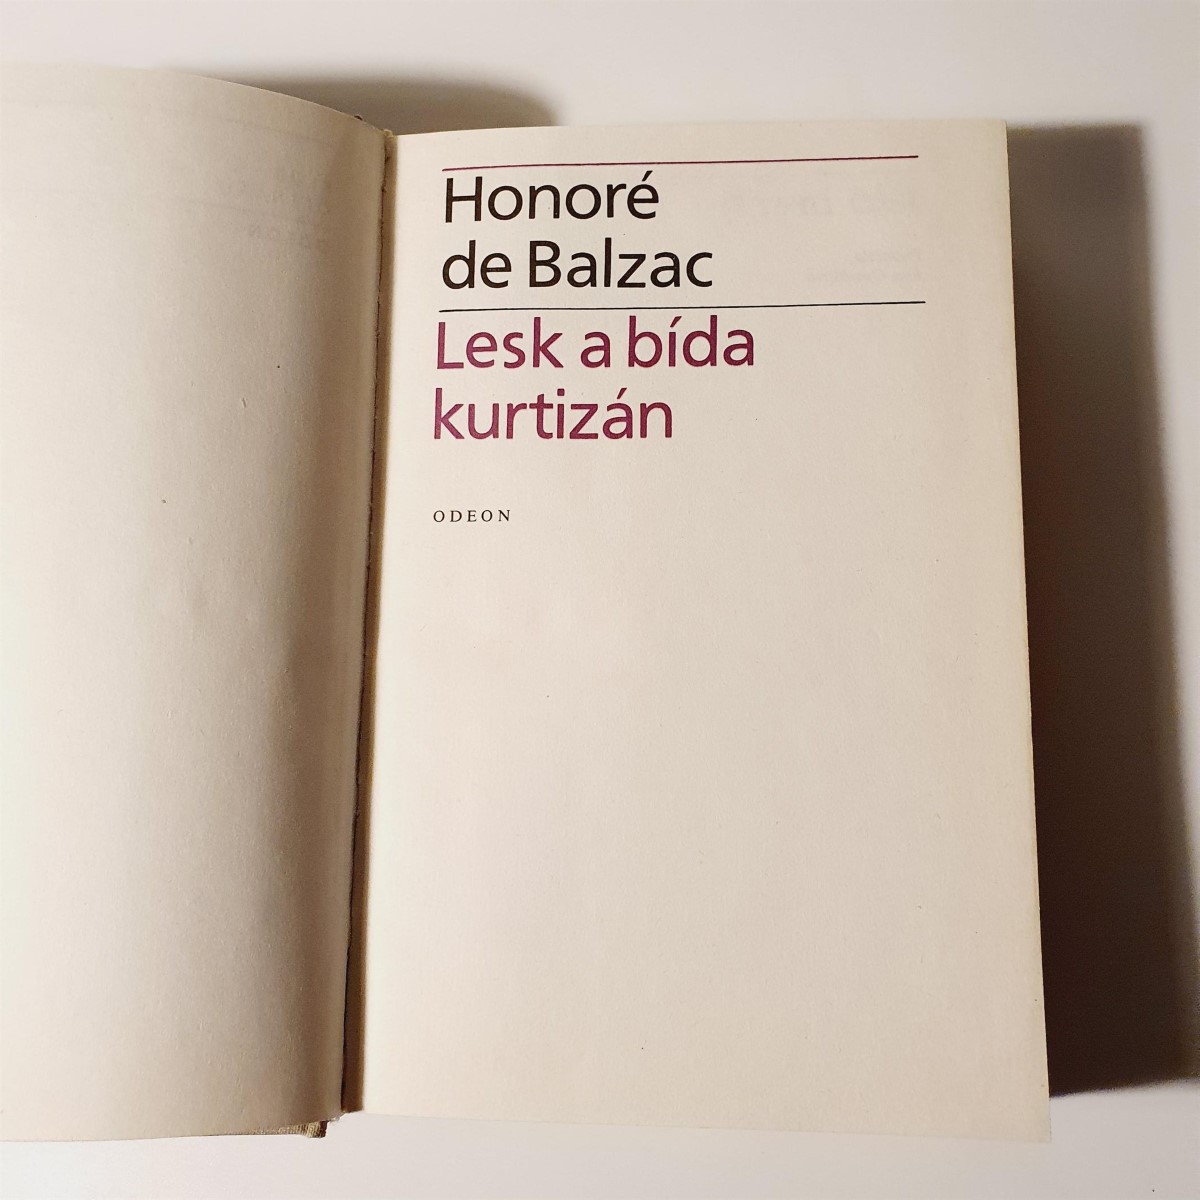 Honoré
de Balzac
Lesk a bída
kurtizán
ODEON